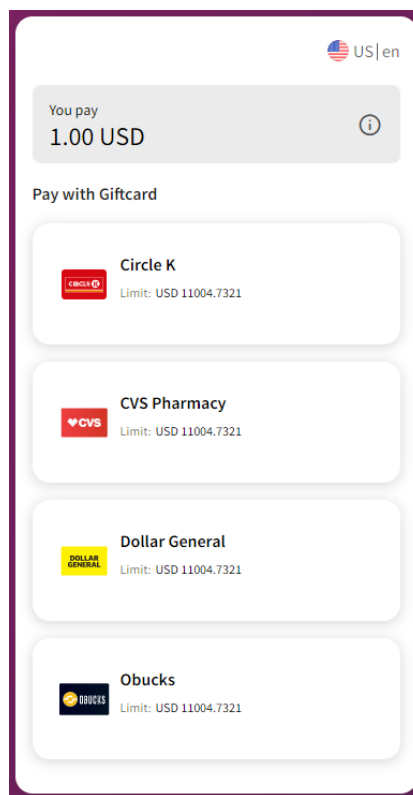 US|en
You pay
1.00 USD
Pay with Giftcard
CIRCLE K
Circle K
Limit: USD 11004.7321
CVS
CVS Pharmacy
Limit: USD 11004.7321
DOLLAR
GENERAL
Dollar General
Limit: USD 11004.7321
OBUCKS
Obucks
Limit: USD 11004.7321